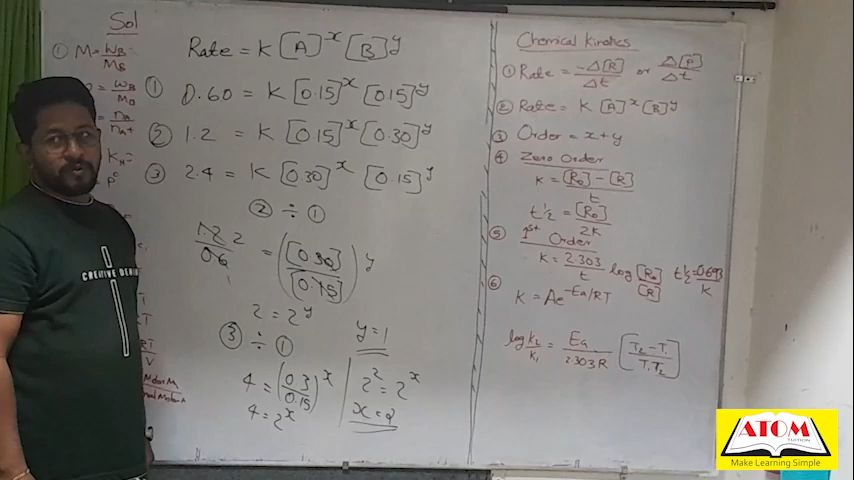 Sol
① M = WB
MB
Rate = K [A]^x [B]^y
① 0.60 = K [0.15]^x [0.15]^y
② 1.2 = K [0.15]^x [0.30]^y
③ 2.4 = K [0.30]^x [0.15]^y
② ÷ ①
1.2 2
0.6 1
= ([0.30]
[0.15]) y
2 = 2^y
y = 1
③ ÷ ①
4 = (0.3
0.15)^x
4 = 2^x
2^2 = 2^x
x = 2
CREATIVE
Chemical Kinetics
① Rate = -Δ[R]
Δt
or Δ[P]
Δt
② Rate = K [A]^x [B]^y
③ Order = x+y
④ Zero Order
K = [R0] - [R]
t
t½ = [R0]
2K
⑤ 1st Order
K = 2.303
t
log [R0]
[R]
t½ = 0.693
K
⑥ K = Ae^-Ea/RT
log K2
K1
= Ea
2.303R
[T2 - T1
T1T2]
ATOM
TUITION
Make Learning Simple